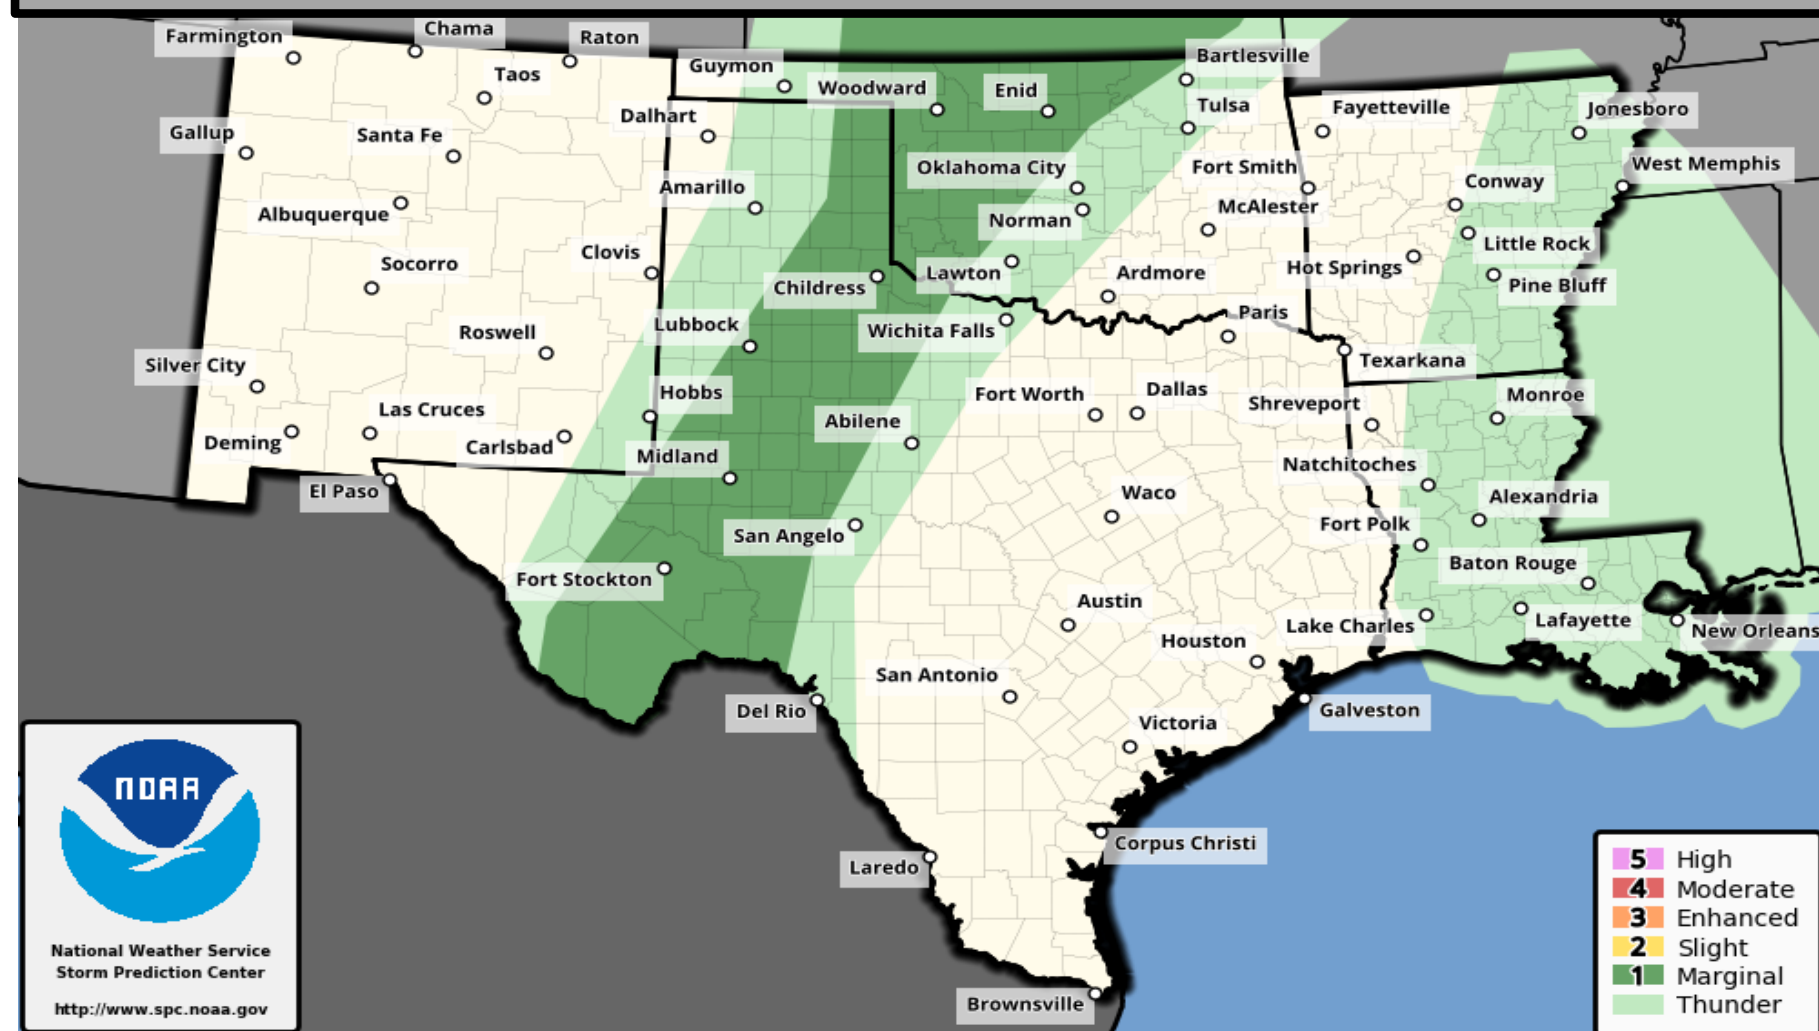 Farmington
Chama
Raton
Taos
Guymon
Woodward
Enid
Bartlesville
Tulsa
Fayetteville
Jonesboro
Gallup
Santa Fe
Dalhart
Oklahoma City
Fort Smith
Conway
West Memphis
Albuquerque
Amarillo
Norman
McAlester
Little Rock
Socorro
Clovis
Childress
Lawton
Ardmore
Hot Springs
Pine Bluff
Roswell
Lubbock
Wichita Falls
Paris
Texarkana
Silver City
Las Cruces
Hobbs
Fort Worth
Dallas
Shreveport
Monroe
Deming
Carlsbad
Midland
Abilene
Natchitoches
El Paso
San Angelo
Waco
Fort Polk
Alexandria
Fort Stockton
Austin
Baton Rouge
Houston
Lake Charles
Lafayette
New Orleans
San Antonio
Del Rio
Victoria
Galveston
Corpus Christi
Laredo
Brownsville
NOAA
National Weather Service
Storm Prediction Center
http://www.spc.noaa.gov
5 High
4 Moderate
3 Enhanced
2 Slight
1 Marginal
Thunder